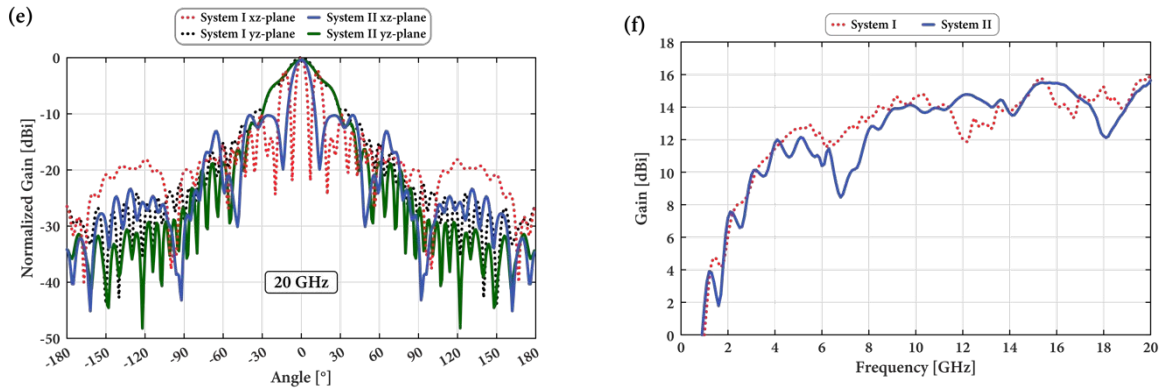 (e)
System I xz-plane System II xz-plane
System I yz-plane System II yz-plane
Normalized Gain [dBi]
0
-10
-20
-30
-40
-50
20 GHz
-180 -150 -120 -90 -60 -30 0 30 60 90 120 150 180
Angle [°]
(f)
System I System II
Gain [dBi]
18
16
14
12
10
8
6
4
2
0
0 2 4 6 8 10 12 14 16 18 20
Frequency [GHz]